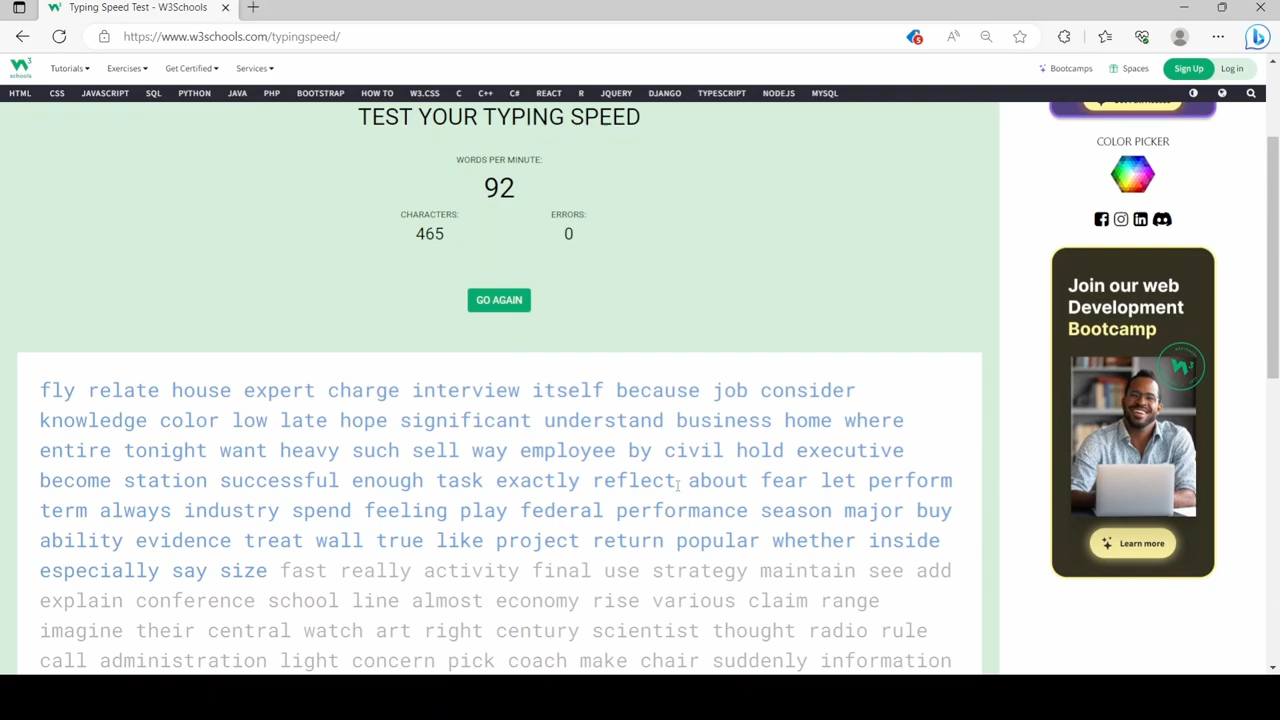 Typing Speed Test - W3Schools
https://www.w3schools.com/typingspeed/
5
W3 schools Tutorials Exercises Get Certified Services Bootcamps Spaces Sign Up Log in
HTML CSS JAVASCRIPT SQL PYTHON JAVA PHP BOOTSTRAP HOW TO W3.CSS C C++ C# REACT R JQUERY DJANGO TYPESCRIPT NODEJS MYSQL
TEST YOUR TYPING SPEED
WORDS PER MINUTE:
92
CHARACTERS: ERRORS:
465 0
GO AGAIN
fly relate house expert charge interview itself because job consider
knowledge color low late hope significant understand business home where
entire tonight want heavy such sell way employee by civil hold executive
become station successful enough task exactly reflect about fear let perform
term always industry spend feeling play federal performance season major buy
ability evidence treat wall true like project return popular whether inside
especially say size fast really activity final use strategy maintain see add
explain conference school line almost economy rise various claim range
imagine their central watch art right century scientist thought radio rule
call administration light concern pick coach make chair suddenly information
COLOR PICKER
Join our web
Development
Bootcamp
W3
Learn more